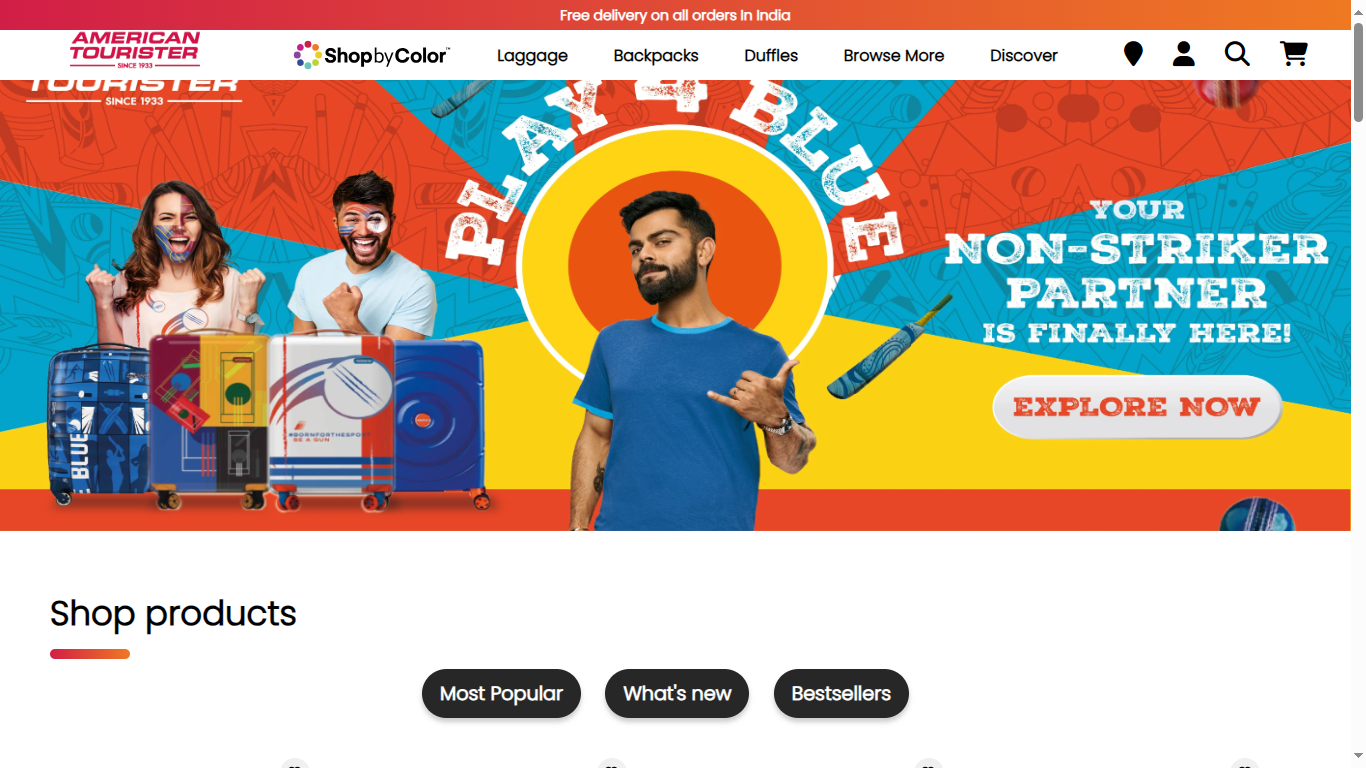 Free delivery on all orders In India
AMERICAN
TOURISTER
SINCE 1933
ShopbyColor™
Laggage
Backpacks
Duffles
Browse More
Discover
TOURISTER
SINCE 1933
PLAY 4 BLUE
YOUR
NON-STRIKER
PARTNER
IS FINALLY HERE!
EXPLORE NOW
BLUE
#BORNFORTHESPORT
BE A GUN
Shop products
Most Popular
What's new
Bestsellers